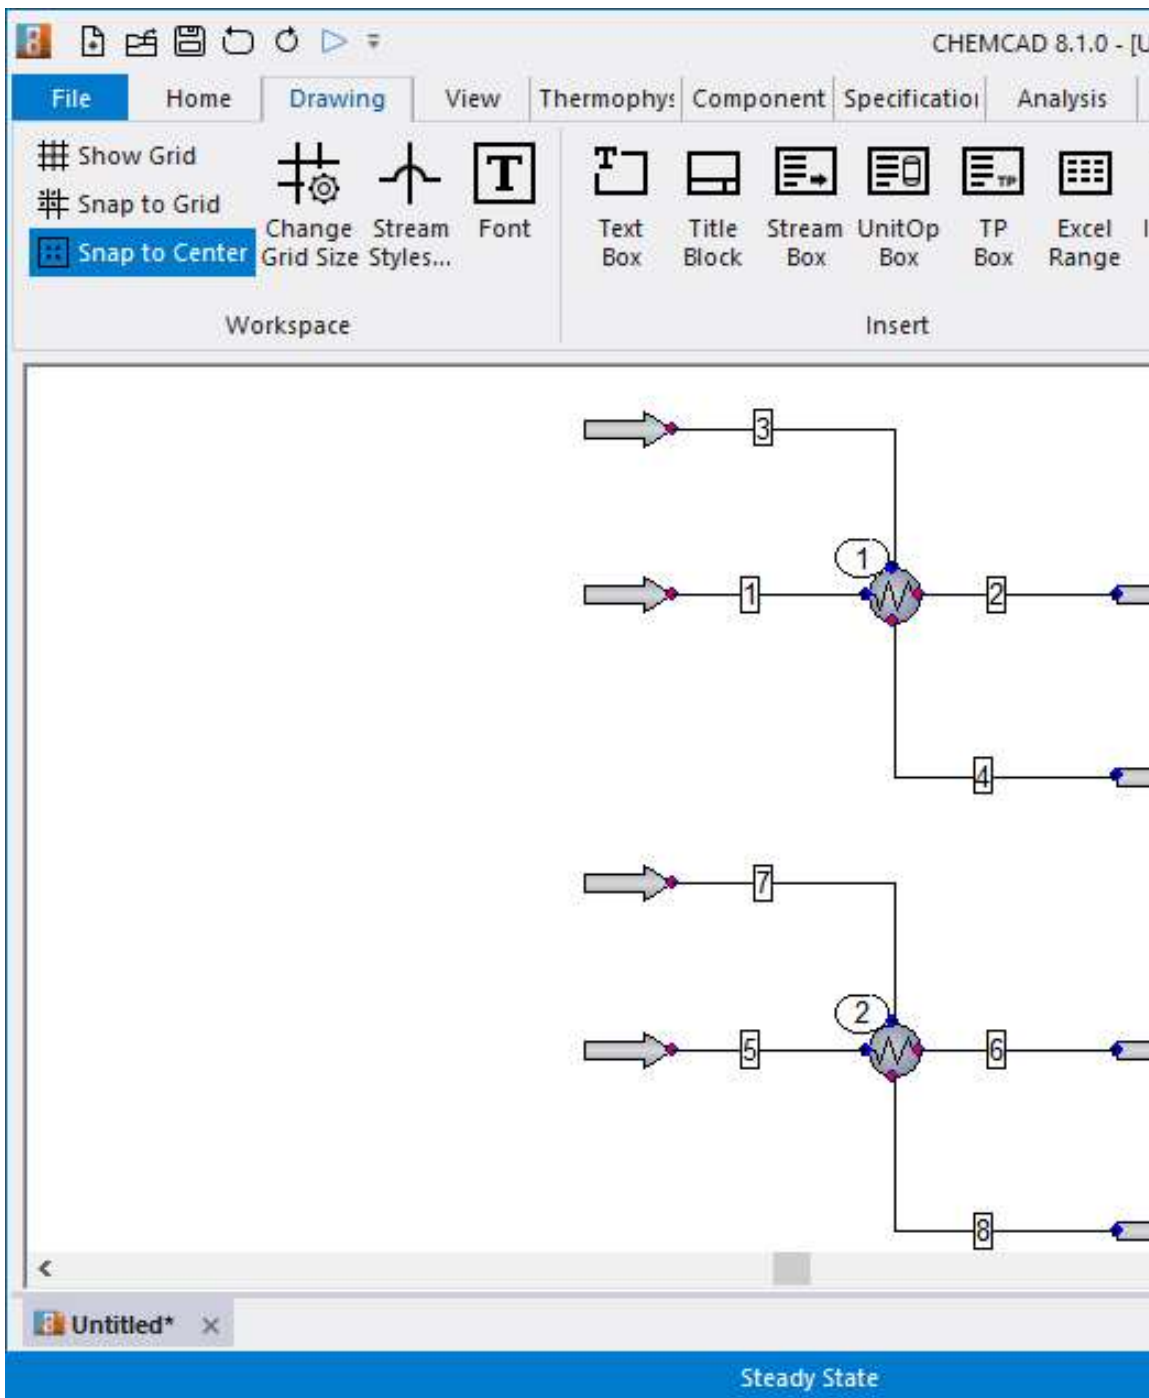 CHEMCAD 8.1.0 - [U
File Home Drawing View Thermophys Component Specification Analysis
Show Grid
Snap to Grid
Snap to Center
Change
Grid Size
Stream
Styles...
Font
Text
Box
Title
Block
Stream
Box
UnitOp
Box
TP
Box
Excel
Range
Workspace
Insert
3
1
1
2
4
7
2
5
6
8
Untitled*
Steady State